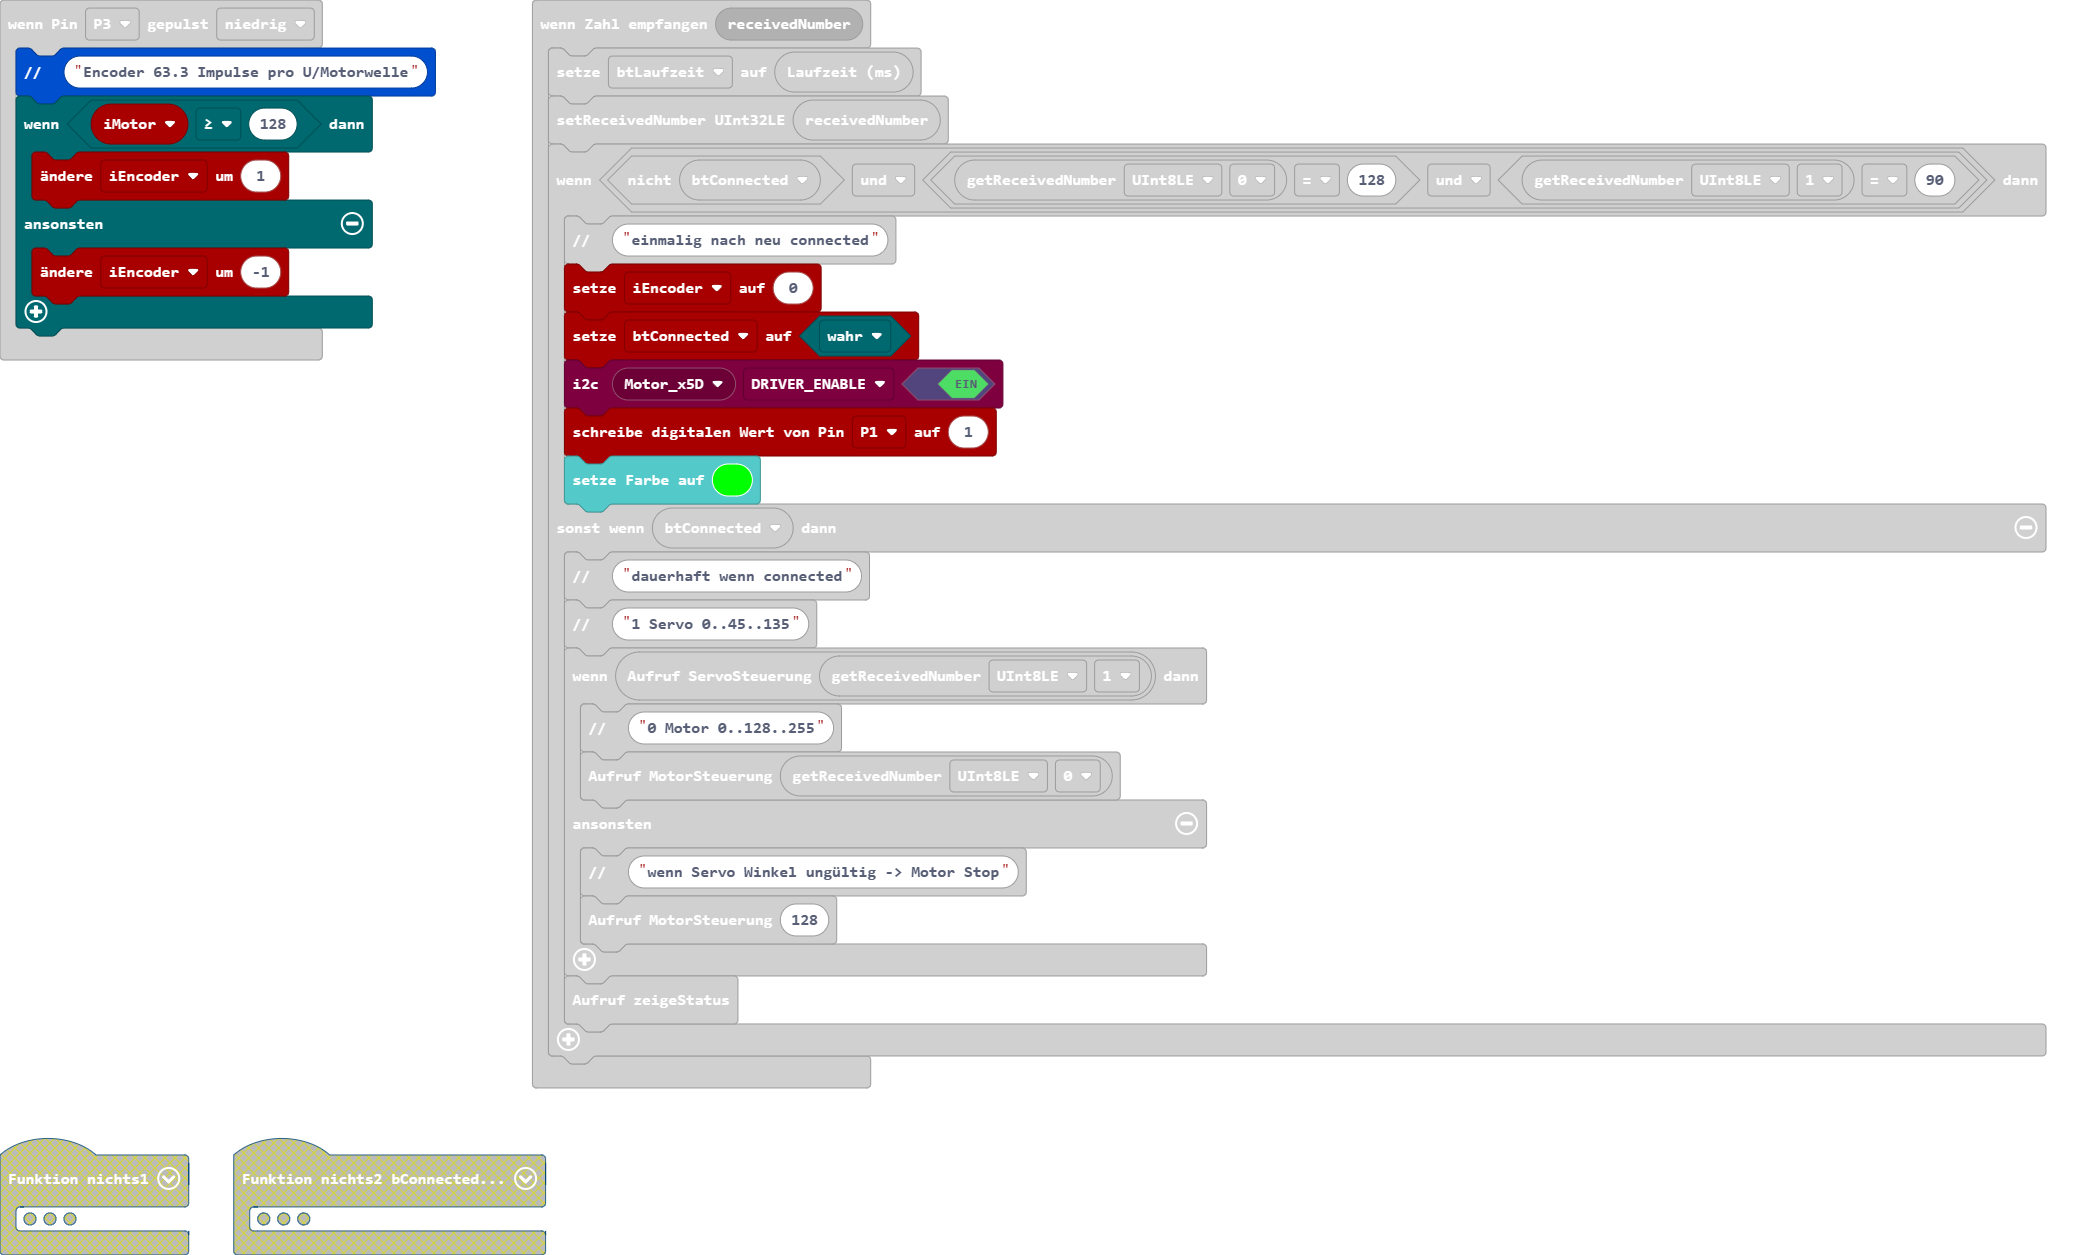 wenn Pin P3 gepulst niedrig
// "Encoder 63.3 Impulse pro U/Motorwelle"
wenn iMotor ≥ 128 dann
ändere iEncoder um 1
ansonsten
ändere iEncoder um -1
wenn Zahl empfangen receivedNumber
setze btLaufzeit auf Laufzeit (ms)
setReceivedNumber UInt32LE receivedNumber
wenn nicht btConnected und getReceivedNumber UInt8LE 0 = 128 und getReceivedNumber UInt8LE 1 = 90 dann
// "einmalig nach neu connected"
setze iEncoder auf 0
setze btConnected auf wahr
i2c Motor_x5D DRIVER_ENABLE EIN
schreibe digitalen Wert von Pin P1 auf 1
setze Farbe auf
sonst wenn btConnected dann
// "dauerhaft wenn connected"
// "1 Servo 0..45..135"
wenn Aufruf ServoSteuerung getReceivedNumber UInt8LE 1 dann
// "0 Motor 0..128..255"
Aufruf MotorSteuerung getReceivedNumber UInt8LE 0
ansonsten
// "wenn Servo Winkel ungültig -> Motor Stop"
Aufruf MotorSteuerung 128
Aufruf zeigeStatus
Funktion nichts1
Funktion nichts2 bConnected...